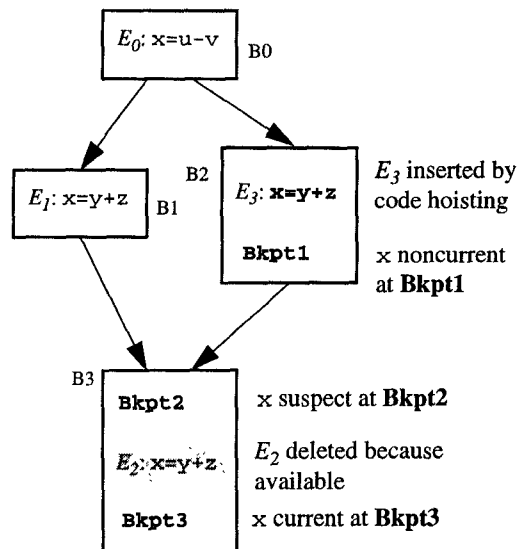 E0: x=u-v
B0
B2
E1: x=y+z
B1
E3: x=y+z
E3 inserted by
code hoisting
Bkpt1
x noncurrent
at Bkpt1
B3
Bkpt2
x suspect at Bkpt2
E2: x=y+z
E2 deleted because
available
Bkpt3
x current at Bkpt3